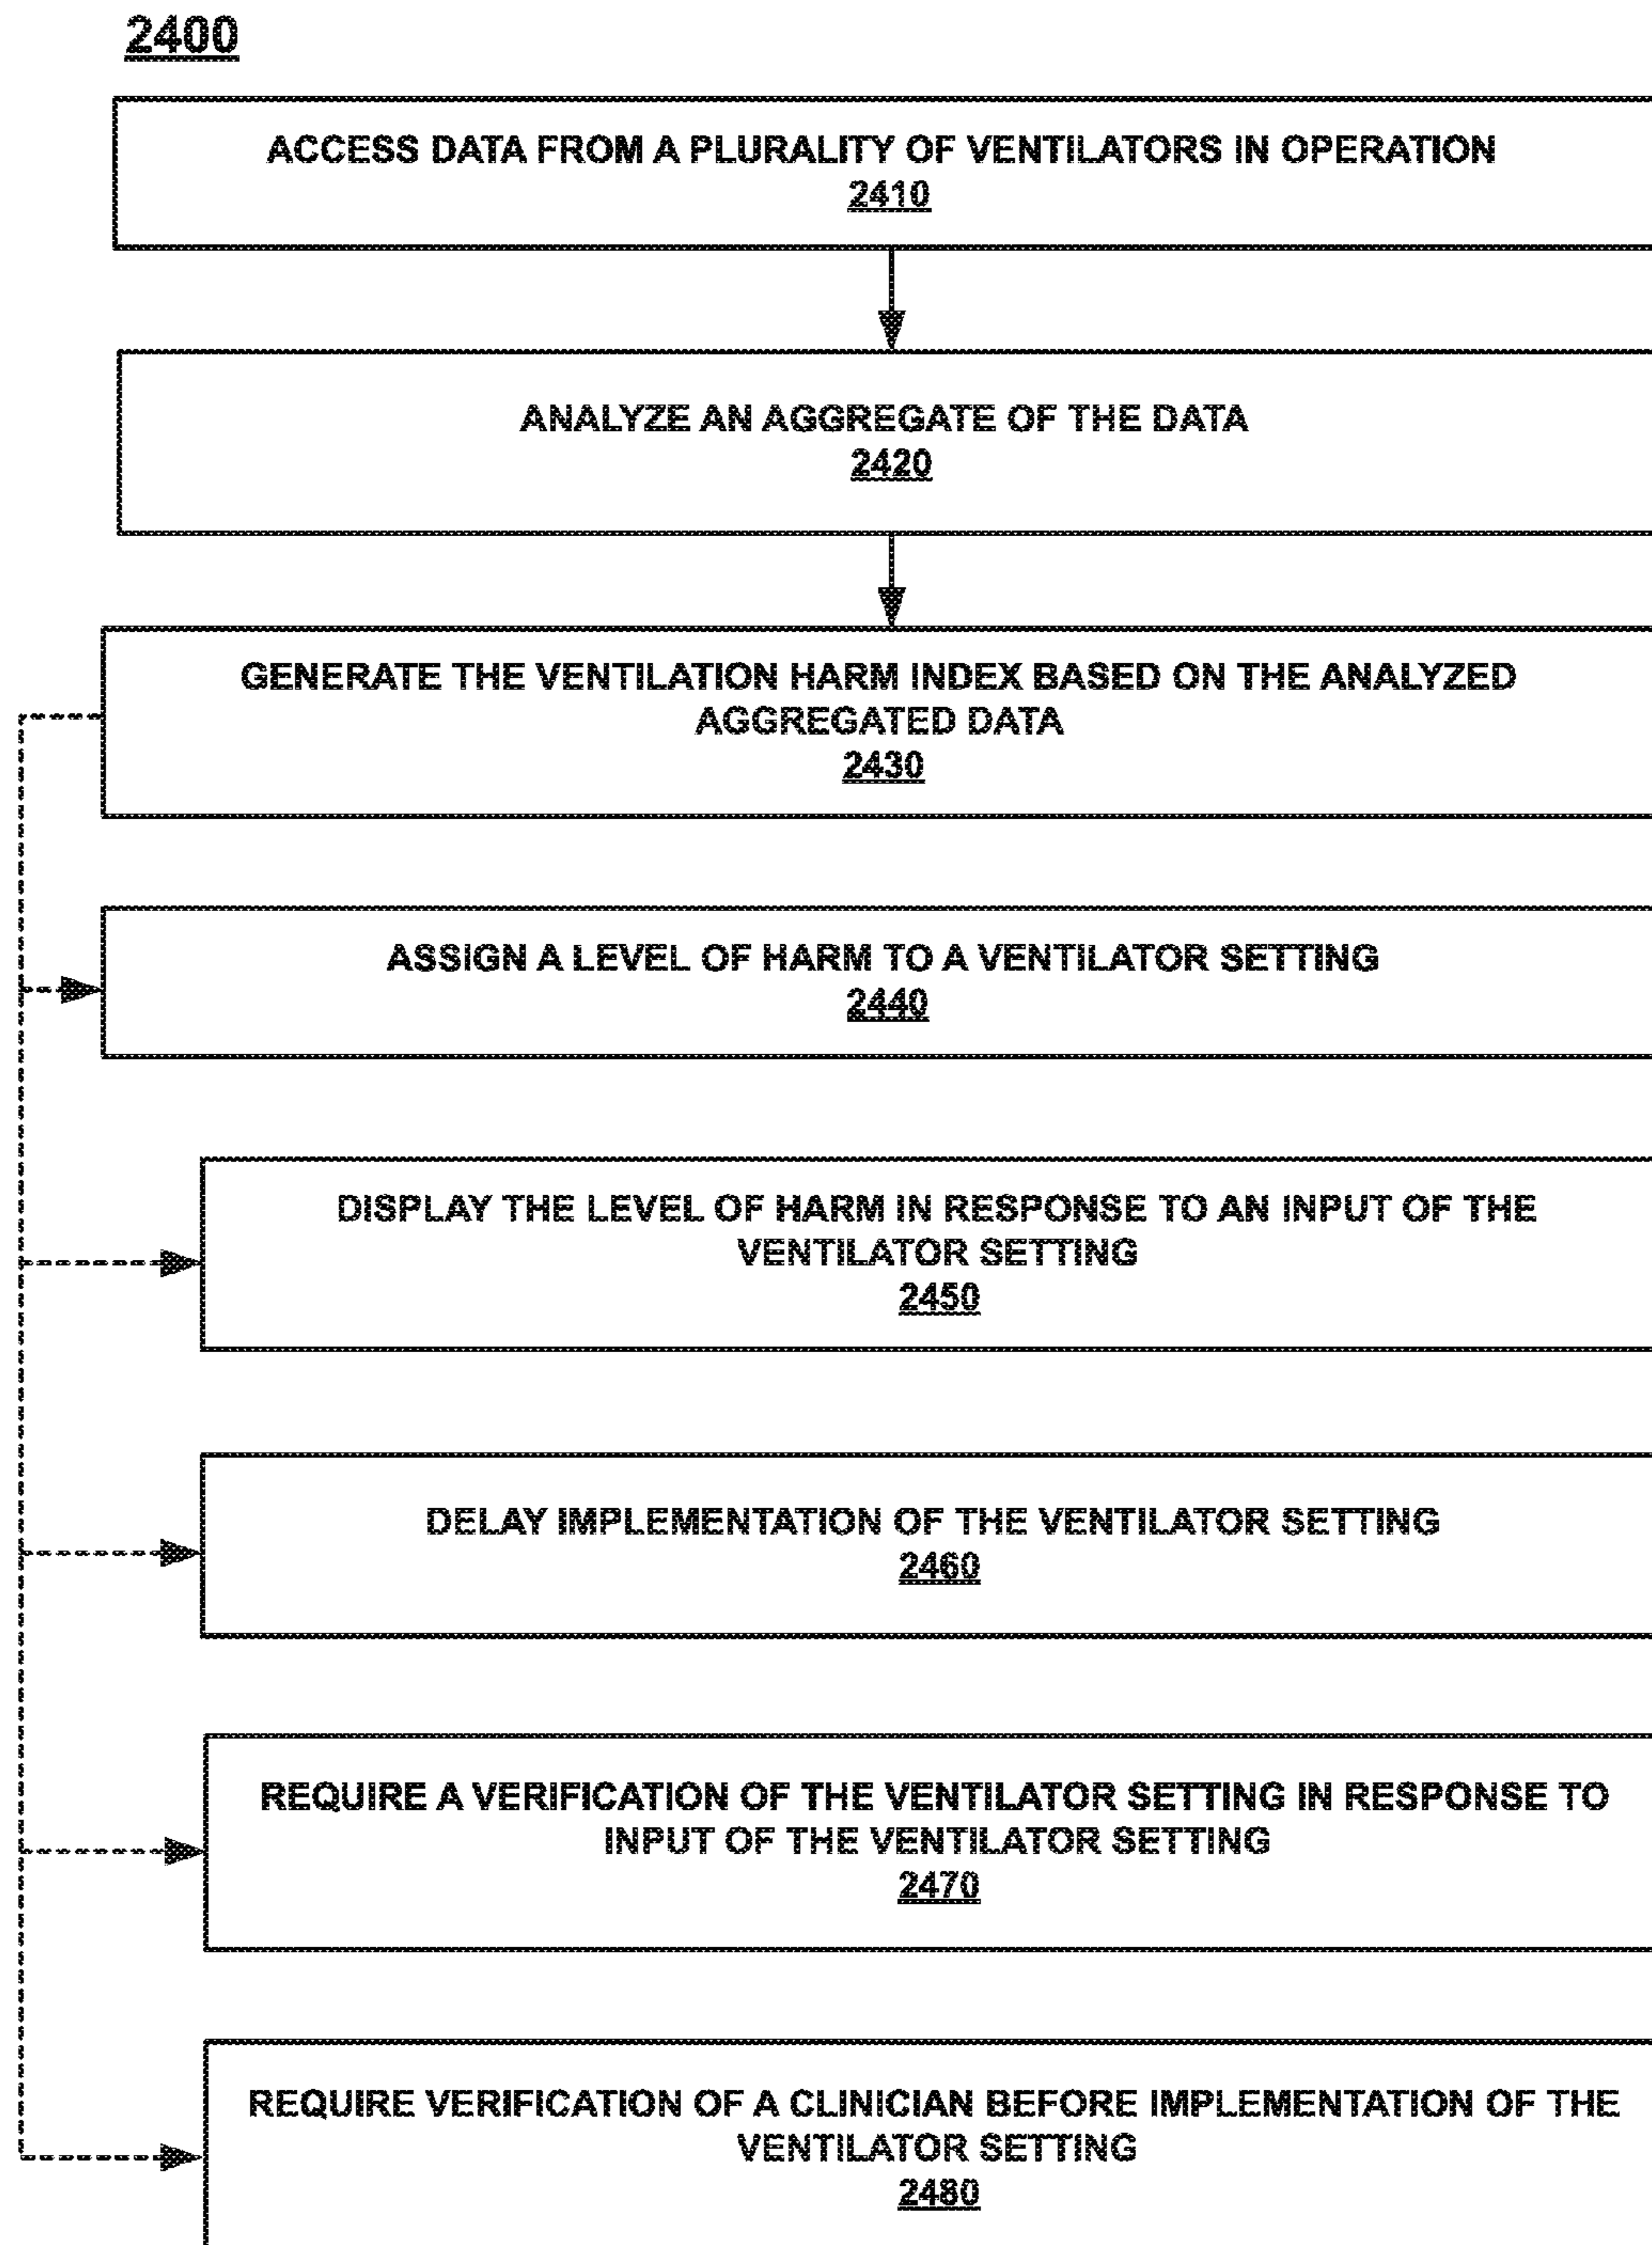 2400
ACCESS DATA FROM A PLURALITY OF VENTILATORS IN OPERATION
2410
ANALYZE AN AGGREGATE OF THE DATA
2420
GENERATE THE VENTILATION HARM INDEX BASED ON THE ANALYZED
AGGREGATED DATA
2430
ASSIGN A LEVEL OF HARM TO A VENTILATOR SETTING
2440
DISPLAY THE LEVEL OF HARM IN RESPONSE TO AN INPUT OF THE
VENTILATOR SETTING
2450
DELAY IMPLEMENTATION OF THE VENTILATOR SETTING
2460
REQUIRE A VERIFICATION OF THE VENTILATOR SETTING IN RESPONSE TO
INPUT OF THE VENTILATOR SETTING
2470
REQUIRE VERIFICATION OF A CLINICIAN BEFORE IMPLEMENTATION OF THE
VENTILATOR SETTING
2480